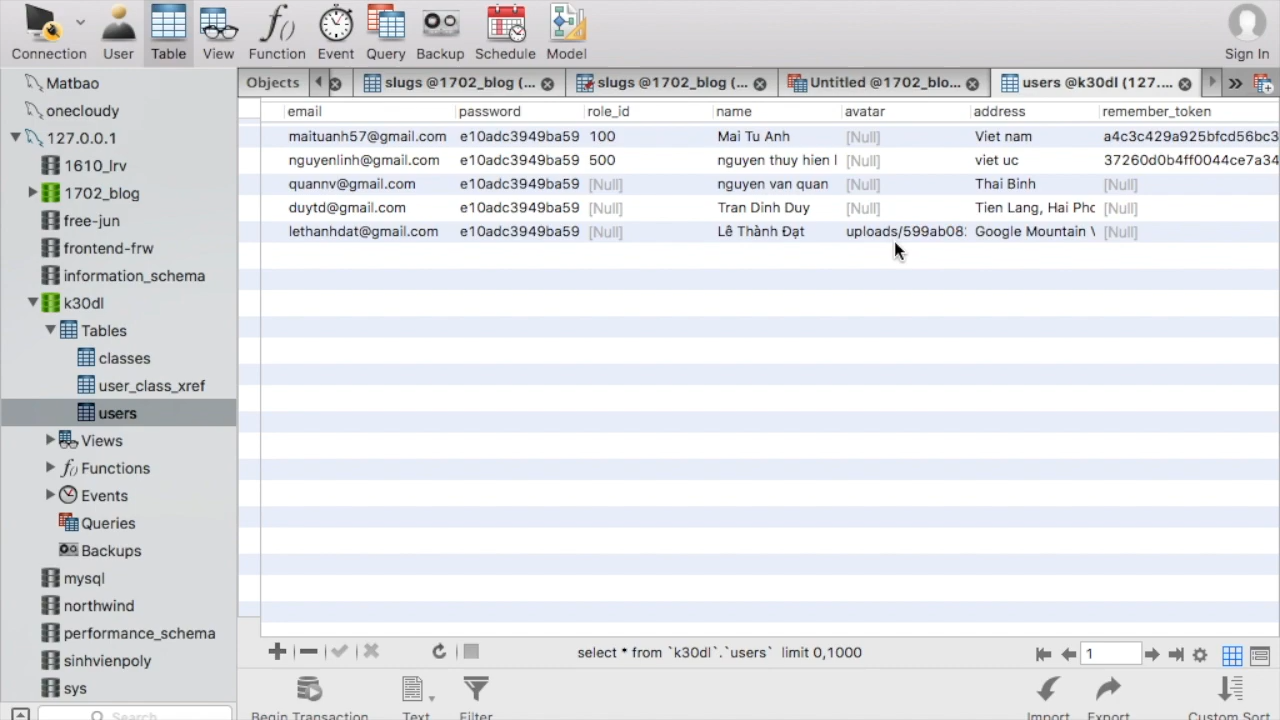 Connection User Table View Function Event Query Backup Schedule Model Sign In
Objects slugs @1702_blog (... slugs @1702_blog (... Untitled @1702_blo... users @k30dl (127....
Matbao
onecloudy
127.0.0.1
1610_lrv
1702_blog
free-jun
frontend-frw
information_schema
k30dl
Tables
classes
user_class_xref
users
Views
Functions
Events
Queries
Backups
mysql
northwind
performance_schema
sinhvienpoly
sys
Search
email password role_id name avatar address remember_token
maituanh57@gmail.com e10adc3949ba59 100 Mai Tu Anh [Null] Viet nam a4c3c429a925bfcd56bc3
nguyenlinh@gmail.com e10adc3949ba59 500 nguyen thuy hien l [Null] viet uc 37260d0b4ff0044ce7a34
quannv@gmail.com e10adc3949ba59 [Null] nguyen van quan [Null] Thai Binh [Null]
duytd@gmail.com e10adc3949ba59 [Null] Tran Dinh Duy [Null] Tien Lang, Hai Phc [Null]
lethanhdat@gmail.com e10adc3949ba59 [Null] Lê Thành Đạt uploads/599ab08: Google Mountain V [Null]
select * from `k30dl`.`users` limit 0,1000 1
Begin Transaction Text Filter Import Export Custom Sort